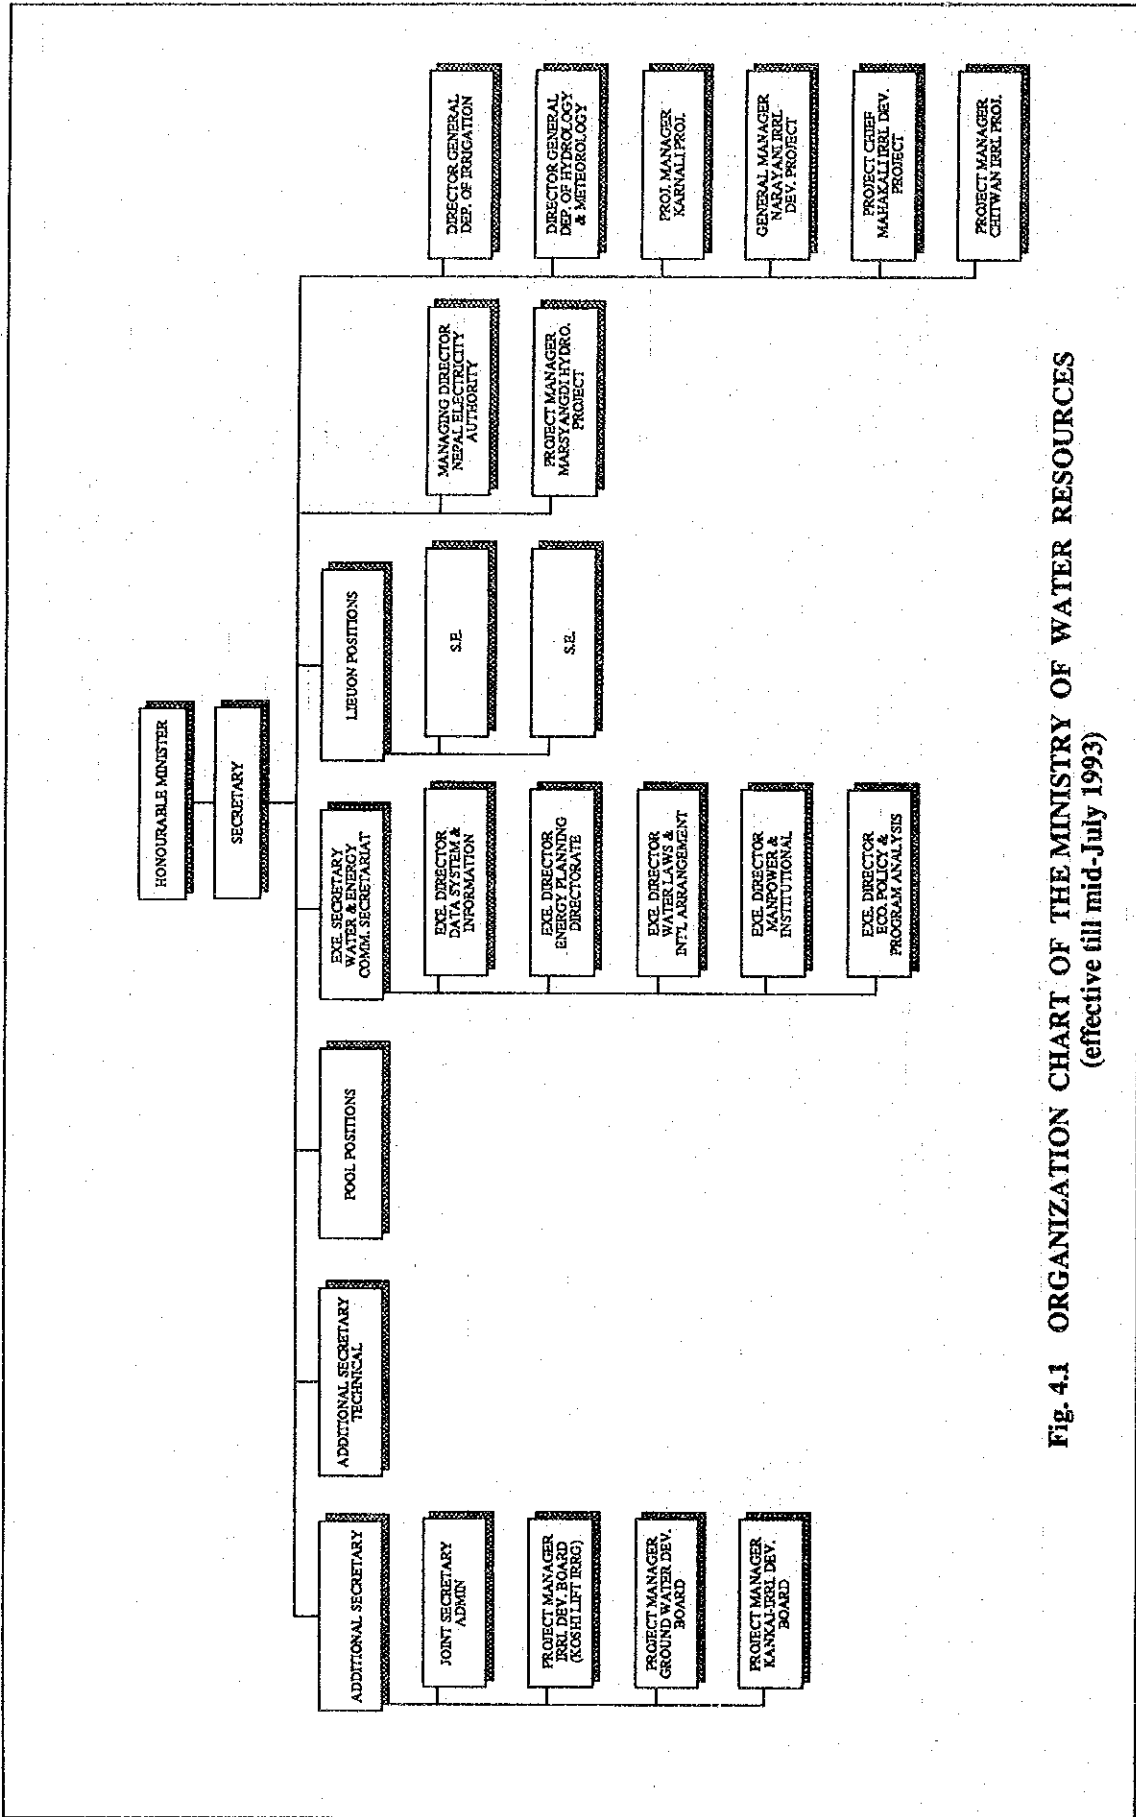 HONOURABLE MINISTER
SECRETARY
ADDITIONAL SECRETARY
JOINT SECRETARY
ADMIN
PROJECT MANAGER
IRRI. DEV. BOARD
(KOSHI LIFT IRRG)
PROJECT MANAGER
GROUND WATER DEV.
BOARD
PROJECT MANAGER
KANKAI-IRRI. DEV.
BOARD
ADDITIONAL SECRETARY
TECHNICAL
POOL POSITIONS
EXE. SECRETARY
WATER & ENERGY
COMM. SECRETARIAT
EXE. DIRECTOR
DATA SYSTEM &
INFORMATION
EXE. DIRECTOR
ENERGY PLANNING
DIRECTORATE
EXE. DIRECTOR
WATER LAWS &
INT'L ARRANGEMENT
EXE. DIRECTOR
MANPOWER &
INSTITUTIONAL
EXE. DIRECTOR
ECO. POLICY &
PROGRAM ANALYSIS
LIEUON POSITIONS
S.E.
S.E.
MANAGING DIRECTOR
NEPAL ELECTRICITY
AUTHORITY
PROJECT MANAGER
MARSYANGDI HYDRO.
PROJECT
DIRECTOR GENERAL
DEP. OF IRRIGATION
DIRECTOR GENERAL
DEP. OF HYDROLOGY
& METEOROLOGY
PROJ. MANAGER
KARNALI PROJ.
GENERAL MANAGER
NARAYANI IRRI.
DEV. PROJECT
PROJECT CHIEF
MAHAKALI IRRI. DEV.
PROJECT
PROJECT MANAGER
CHITWAN IRRI. PROJ.
Fig. 4.1 ORGANIZATION CHART OF THE MINISTRY OF WATER RESOURCES
(effective till mid-July 1993)